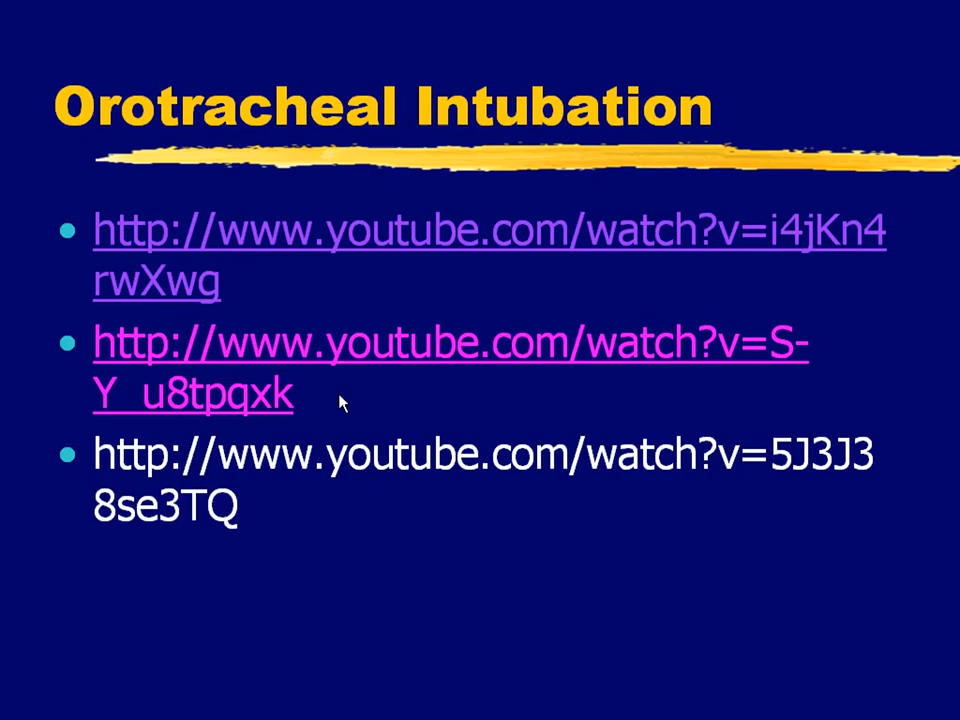 Orotracheal Intubation
http://www.youtube.com/watch?v=i4jKn4
rwXwg
http://www.youtube.com/watch?v=S-
Y_u8tpqxk
http://www.youtube.com/watch?v=5J3J3
8se3TQ